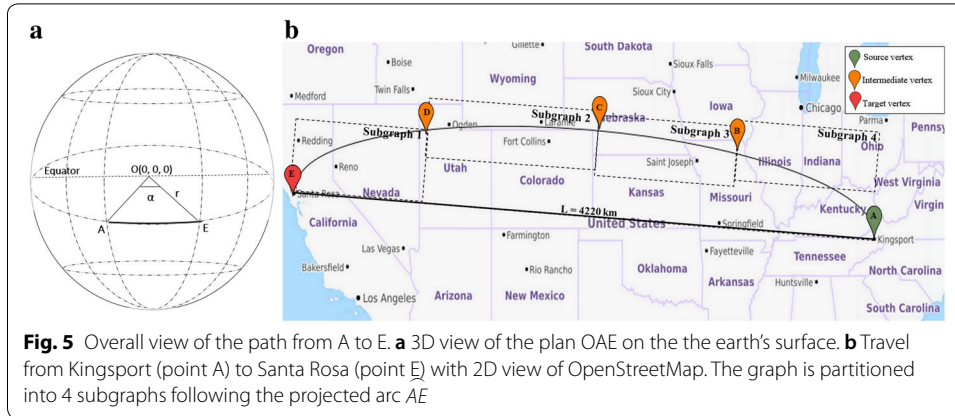 a
Equator
O(0, 0, 0)
α
r
A
E
b
Oregon
Gillette
South Dakota
Boise
Sioux Falls
Wyoming
Twin Falls
Medford
Sioux City
Milwaukee
Iowa
Chicago
Source vertex
Intermediate vertex
Target vertex
D
C
B
Subgraph 1
Subgraph 2
Subgraph 3
Subgraph 4
Ogden
Laramie
Nebraska
Parma
Pennsy
Redding
Fort Collins
Ohio
Reno
Utah
Saint Joseph
Illinois
Indiana
E
Santa Rosa
Nevada
Colorado
Kansas
Missouri
West Virginia
Kentucky
Virgin
L = 4220 km
A
California
United States
Springfield
Kingsport
Las Vegas
Farmington
Fayetteville
Tennessee
Bakersfield
Rio Rancho
Oklahoma
North Carolina
Los Angeles
Arizona
New Mexico
Arkansas
Huntsville
South Carolina
Fig. 5 Overall view of the path from A to E. a 3D view of the plan OAE on the the earth's surface. b Travel
from Kingsport (point A) to Santa Rosa (point E) with 2D view of OpenStreetMap. The graph is partitioned
into 4 subgraphs following the projected arc A͡E